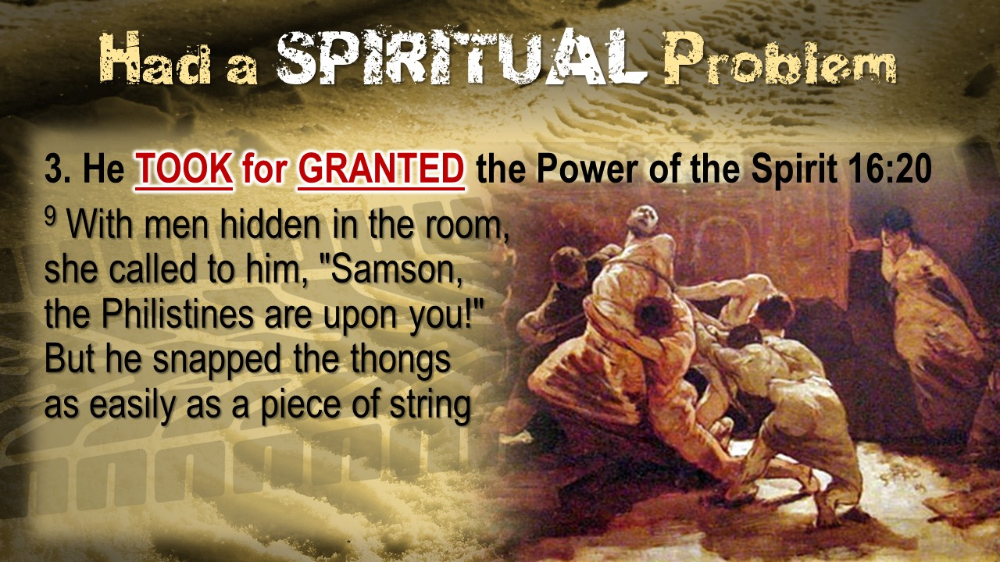 Had a SPIRITUAL Problem
3. He TOOK for GRANTED the Power of the Spirit 16:20
9 With men hidden in the room,
she called to him, "Samson,
the Philistines are upon you!"
But he snapped the thongs
as easily as a piece of string